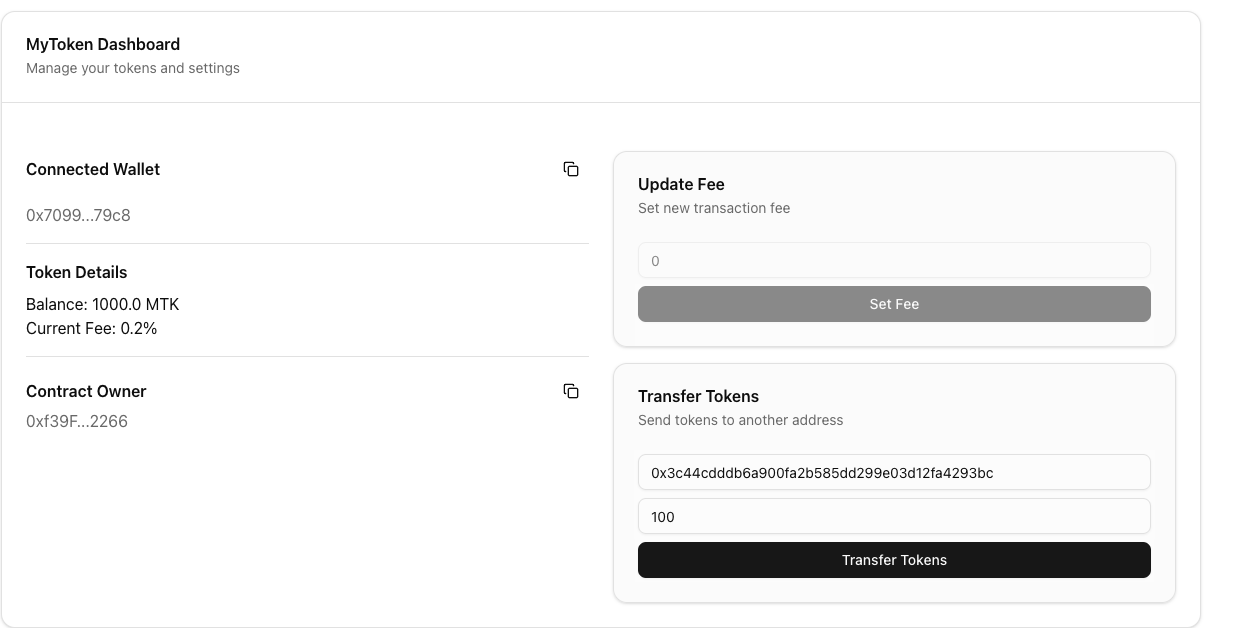 MyToken Dashboard
Manage your tokens and settings
Connected Wallet
0x7099...79c8
Token Details
Balance: 1000.0 MTK
Current Fee: 0.2%
Contract Owner
0xf39F...2266
Update Fee
Set new transaction fee
0
Set Fee
Transfer Tokens
Send tokens to another address
0x3c44cdddb6a900fa2b585dd299e03d12fa4293bc
100
Transfer Tokens